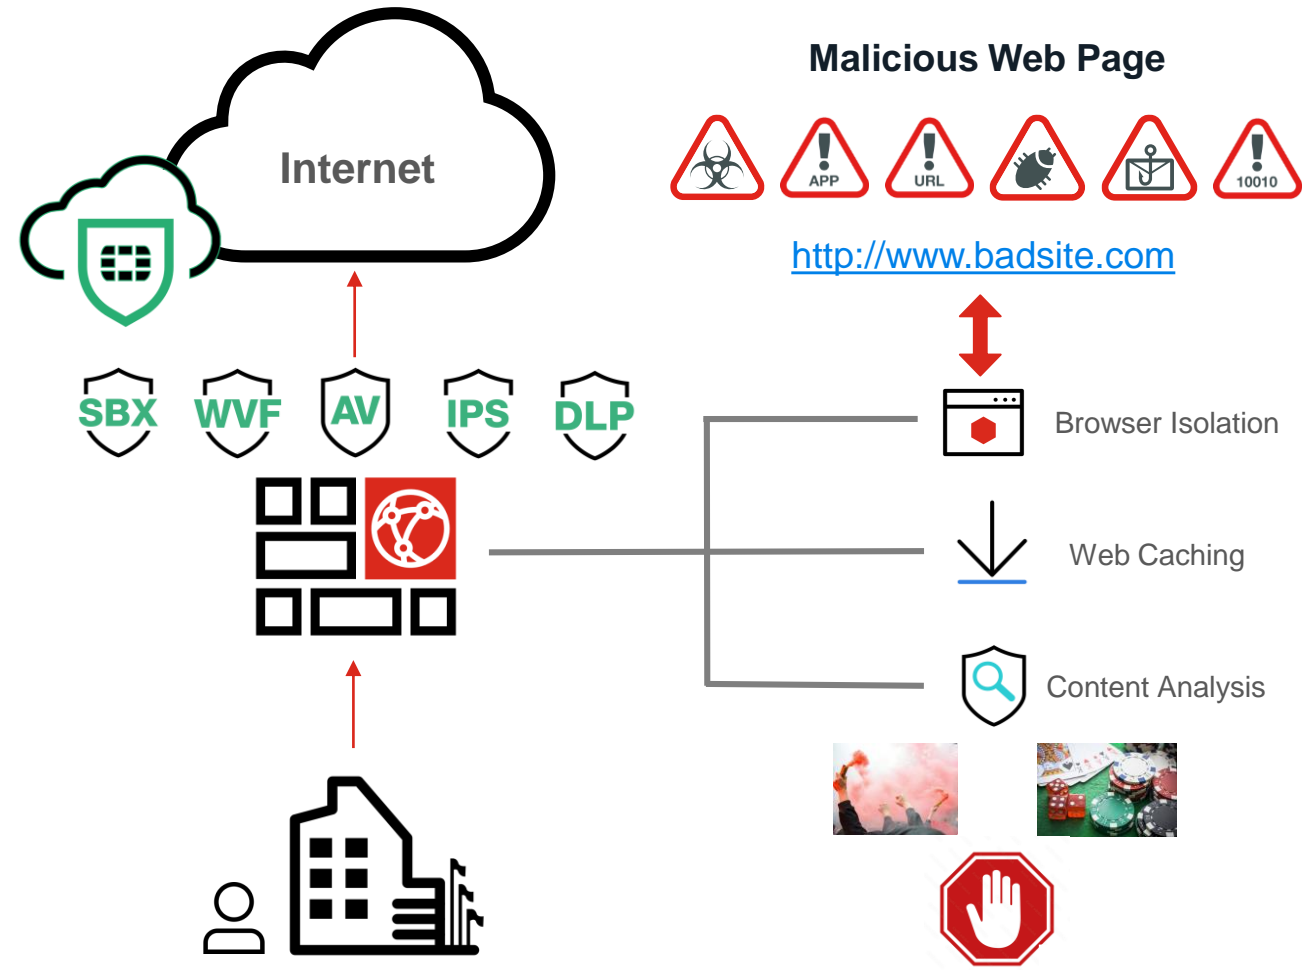 Malicious Web Page
Internet
APP
URL
10010
http://www.badsite.com
SBX
WVF
AV
IPS
DLP
Browser Isolation
Web Caching
Content Analysis